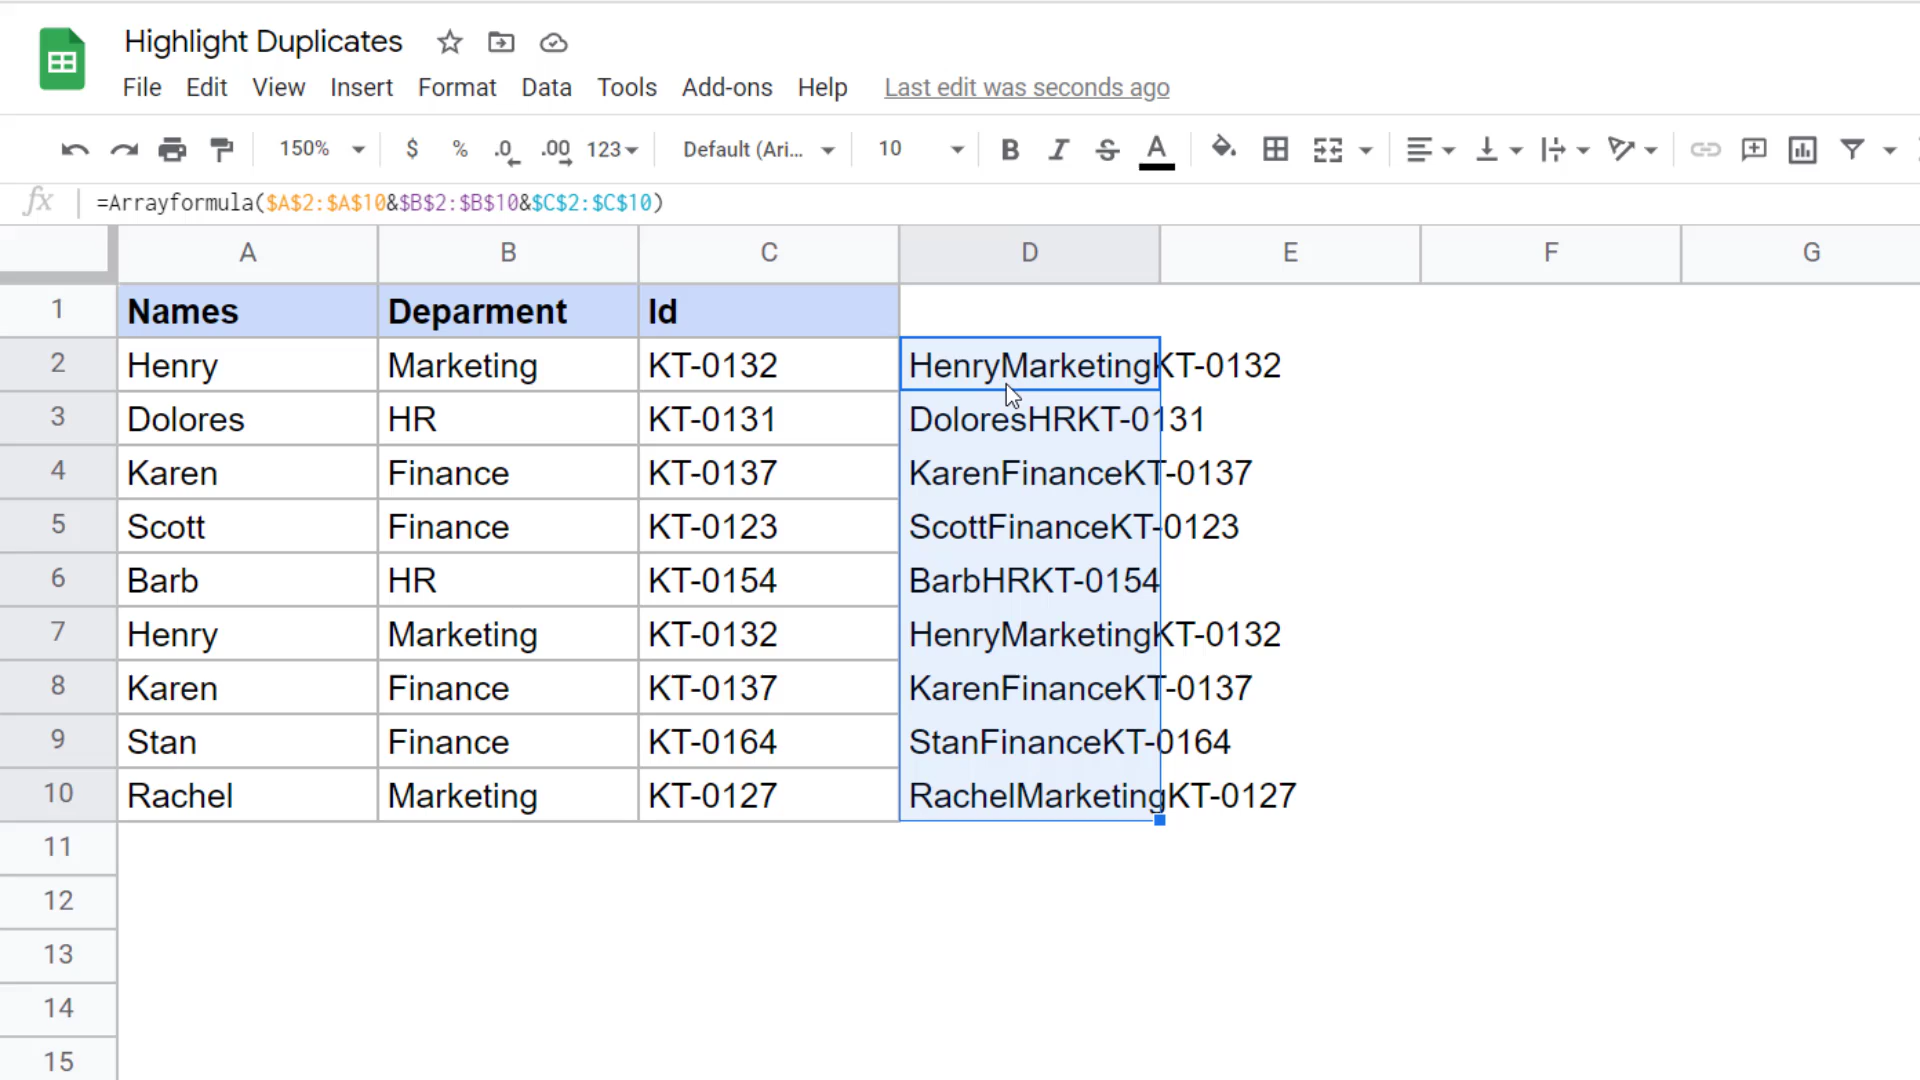 Highlight Duplicates
File Edit View Insert Format Data Tools Add-ons Help Last edit was seconds ago
150% $ % .0 .00 123 Default (Ari... 10 B I S A
fx =Arrayformula($A$2:$A$10&$B$2:$B$10&$C$2:$C$10)
A B C D E F G
1 Names Deparment Id
2 Henry Marketing KT-0132 HenryMarketingKT-0132
3 Dolores HR KT-0131 DoloresHRKT-0131
4 Karen Finance KT-0137 KarenFinanceKT-0137
5 Scott Finance KT-0123 ScottFinanceKT-0123
6 Barb HR KT-0154 BarbHRKT-0154
7 Henry Marketing KT-0132 HenryMarketingKT-0132
8 Karen Finance KT-0137 KarenFinanceKT-0137
9 Stan Finance KT-0164 StanFinanceKT-0164
10 Rachel Marketing KT-0127 RachelMarketingKT-0127
11
12
13
14
15